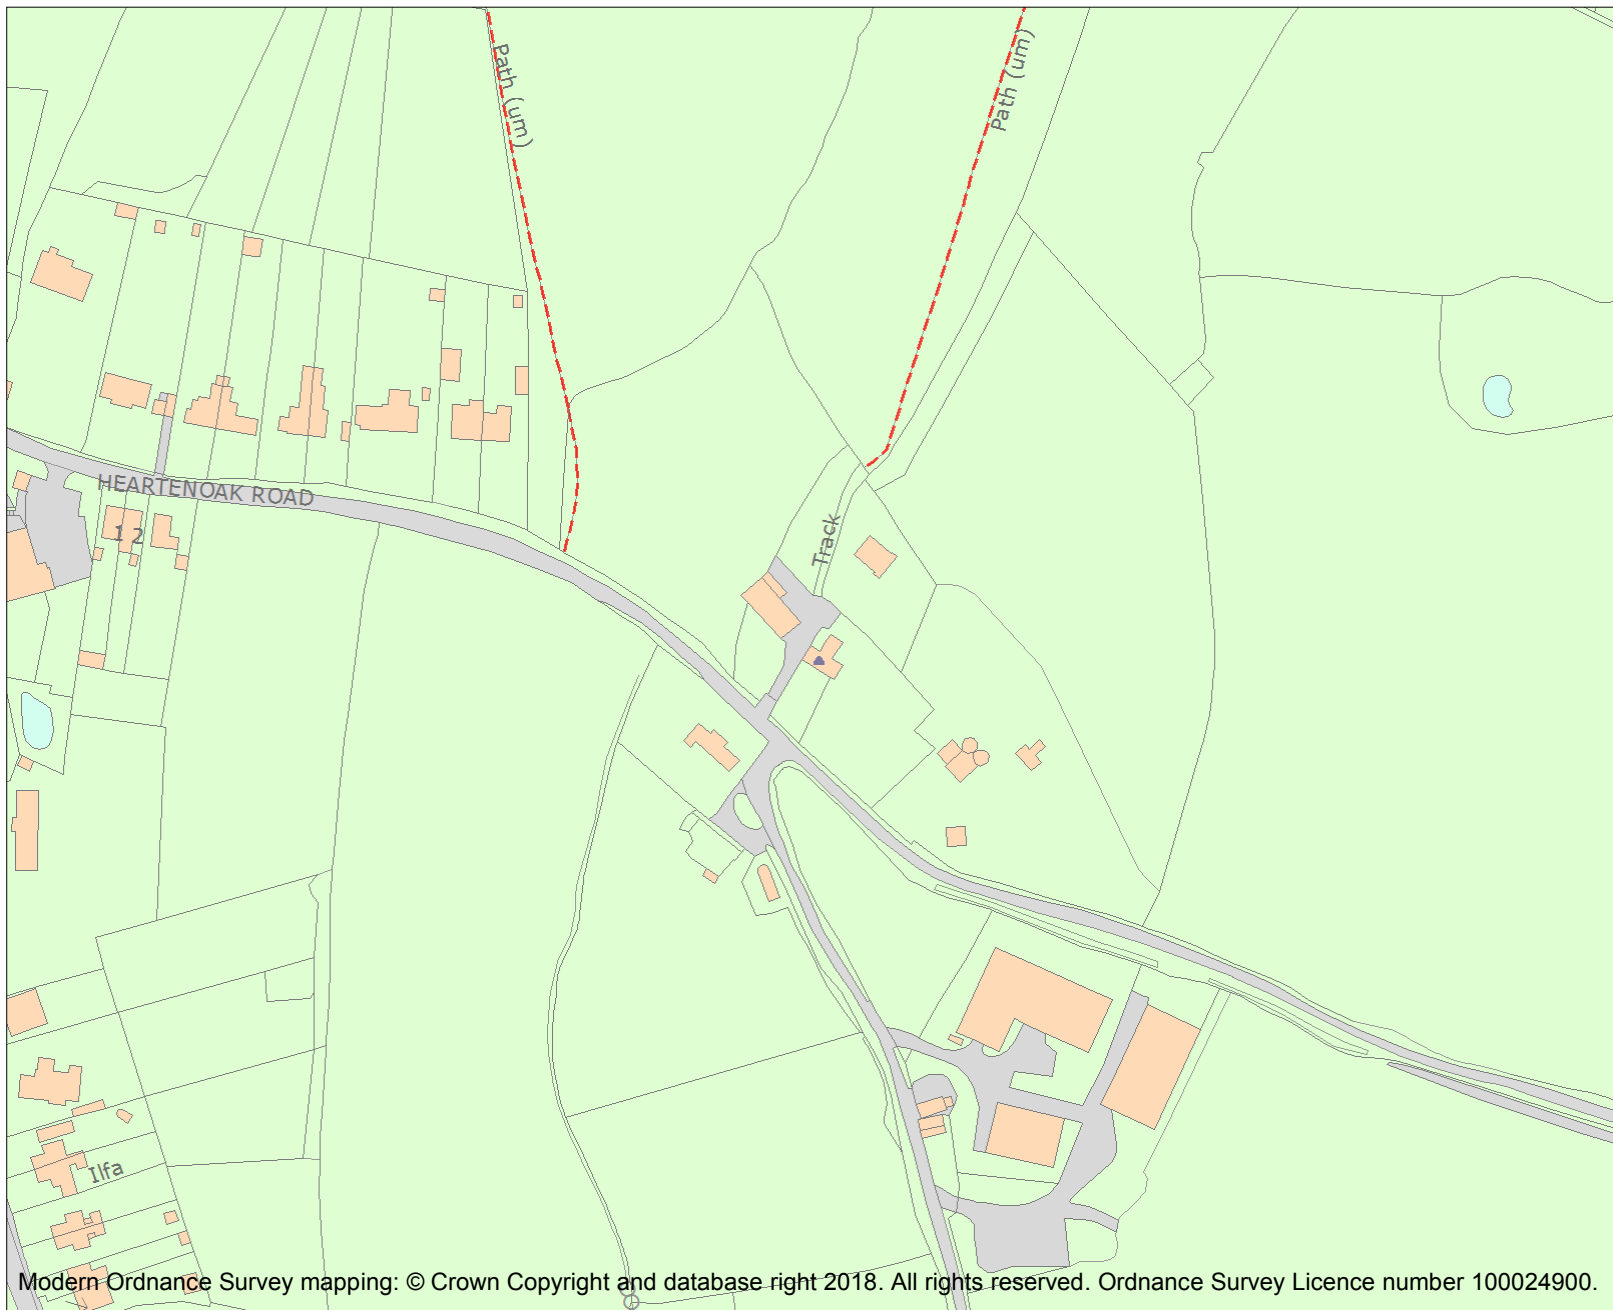 Path (um)
Path (um)
HEARTENOAK ROAD
1 2
Track
Ilfa
Modern Ordnance Survey mapping: © Crown Copyright and database right 2018. All rights reserved. Ordnance Survey Licence number 100024900.